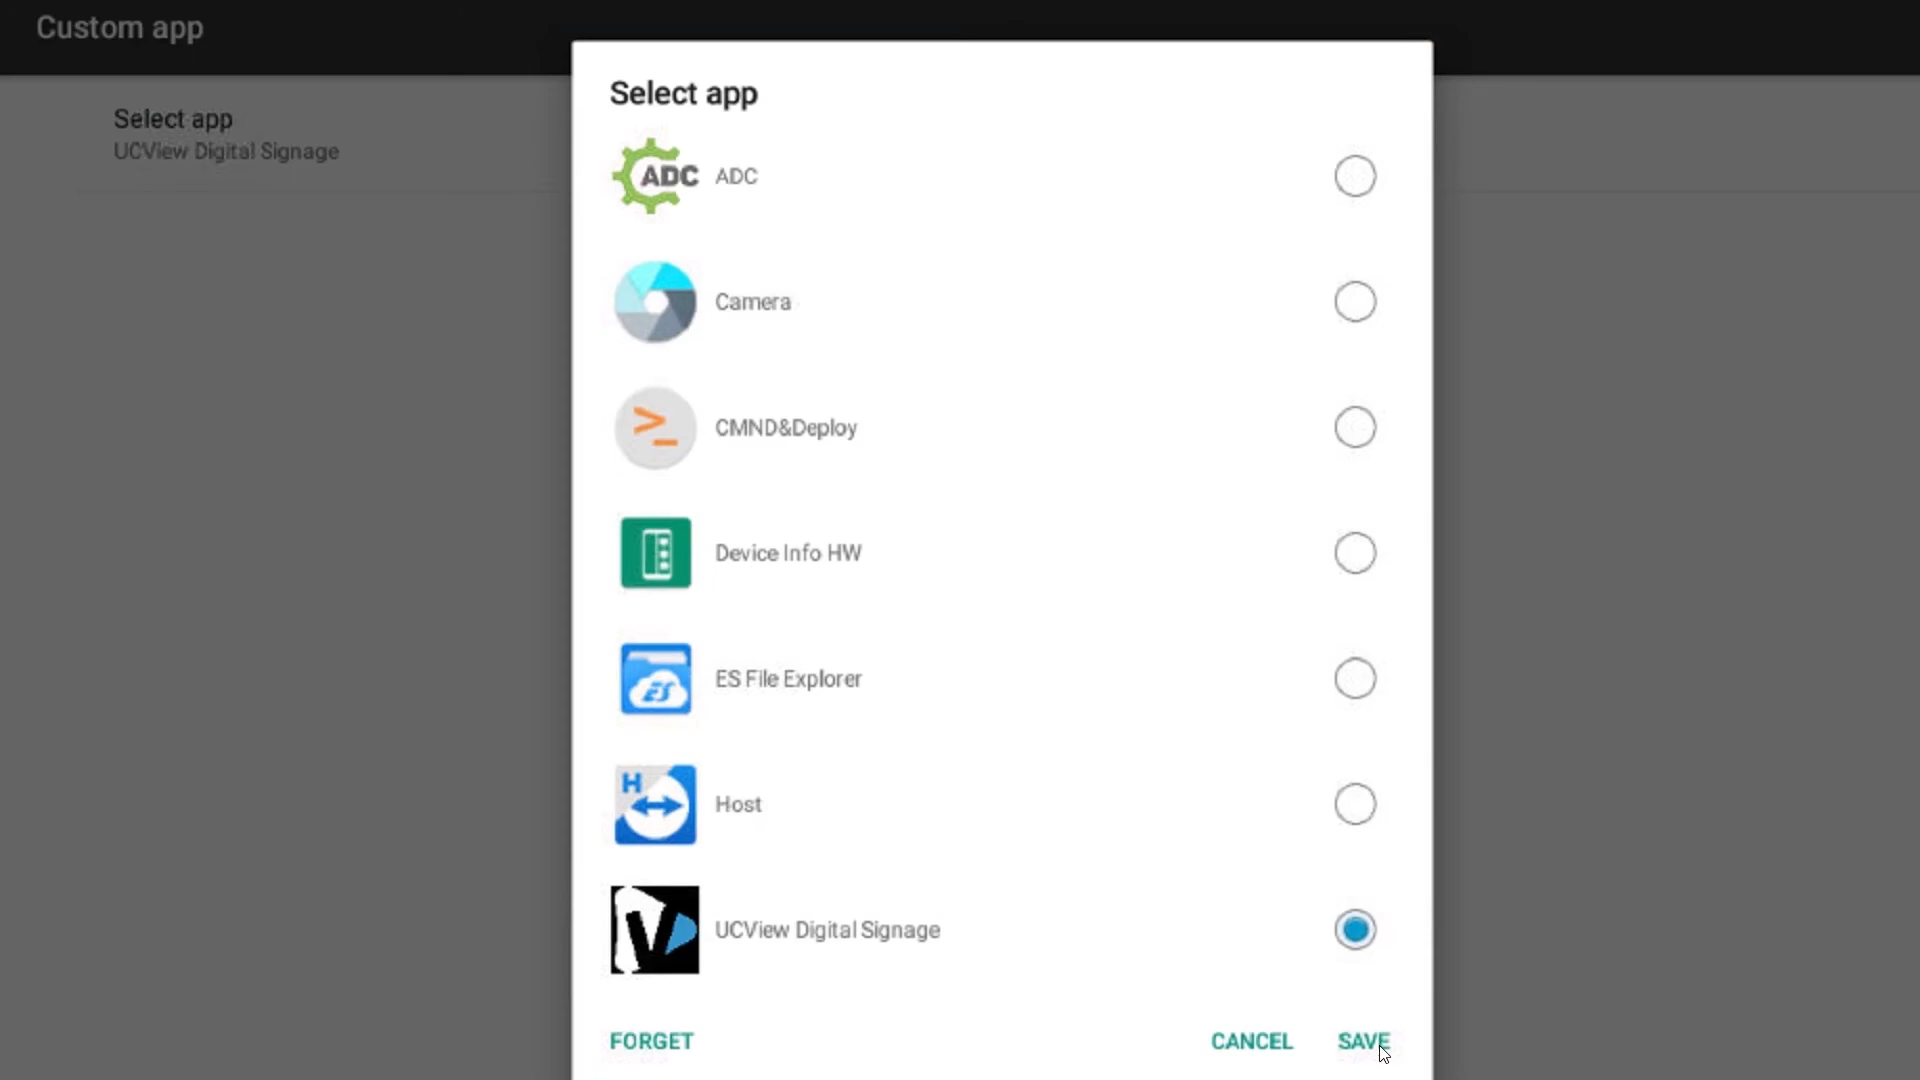 Custom app
Select app
UCView Digital Signage
Select app
ADC ADC
Camera
CMND&Deploy
Device Info HW
ES ES File Explorer
H Host
UCView Digital Signage
FORGET CANCEL SAVE